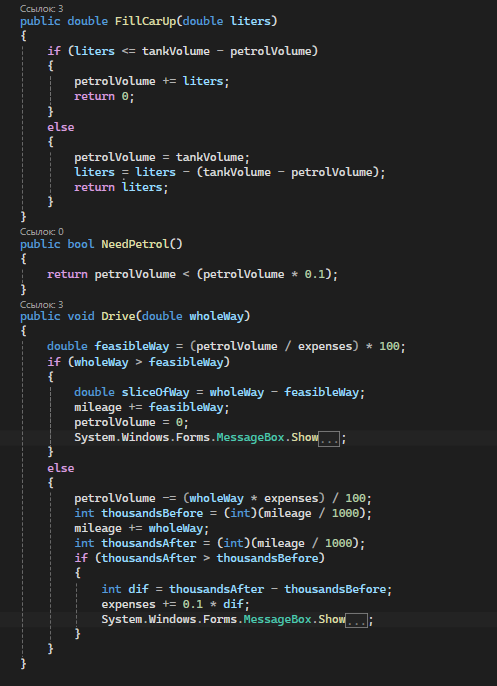 Ссылок: 3
public double FillCarUp(double liters)
{
if (liters <= tankVolume - petrolVolume)
{
petrolVolume += liters;
return 0;
}
else
{
petrolVolume = tankVolume;
liters = liters - (tankVolume - petrolVolume);
return liters;
}
}
Ссылок: 0
public bool NeedPetrol()
{
return petrolVolume < (petrolVolume * 0.1);
}
Ссылок: 3
public void Drive(double wholeWay)
{
double feasibleWay = (petrolVolume / expenses) * 100;
if (wholeWay > feasibleWay)
{
double sliceOfWay = wholeWay - feasibleWay;
mileage += feasibleWay;
petrolVolume = 0;
System.Windows.Forms.MessageBox.Show...;
}
else
{
petrolVolume -= (wholeWay * expenses) / 100;
int thousandsBefore = (int)(mileage / 1000);
mileage += wholeWay;
int thousandsAfter = (int)(mileage / 1000);
if (thousandsAfter > thousandsBefore)
{
int dif = thousandsAfter - thousandsBefore;
expenses += 0.1 * dif;
System.Windows.Forms.MessageBox.Show...;
}
}
}